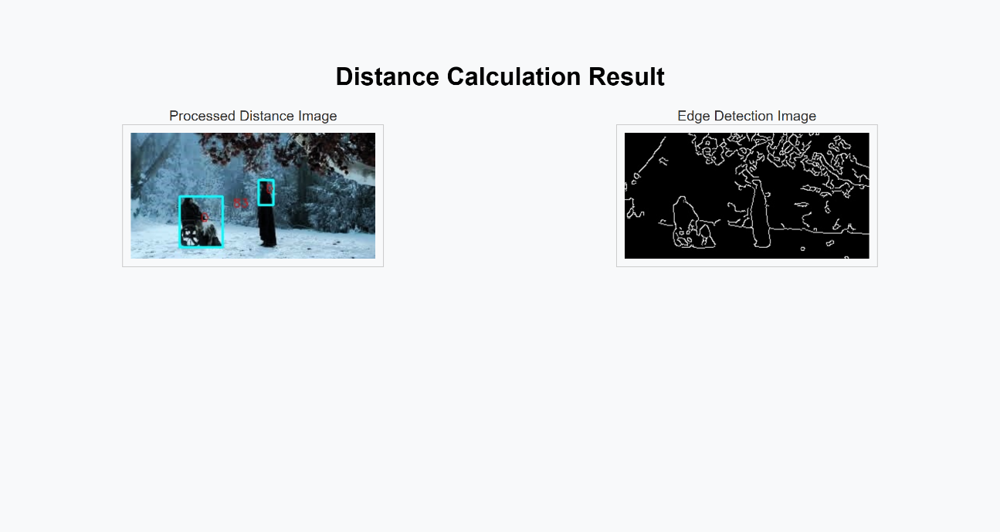 Distance Calculation Result
Processed Distance Image
Edge Detection Image